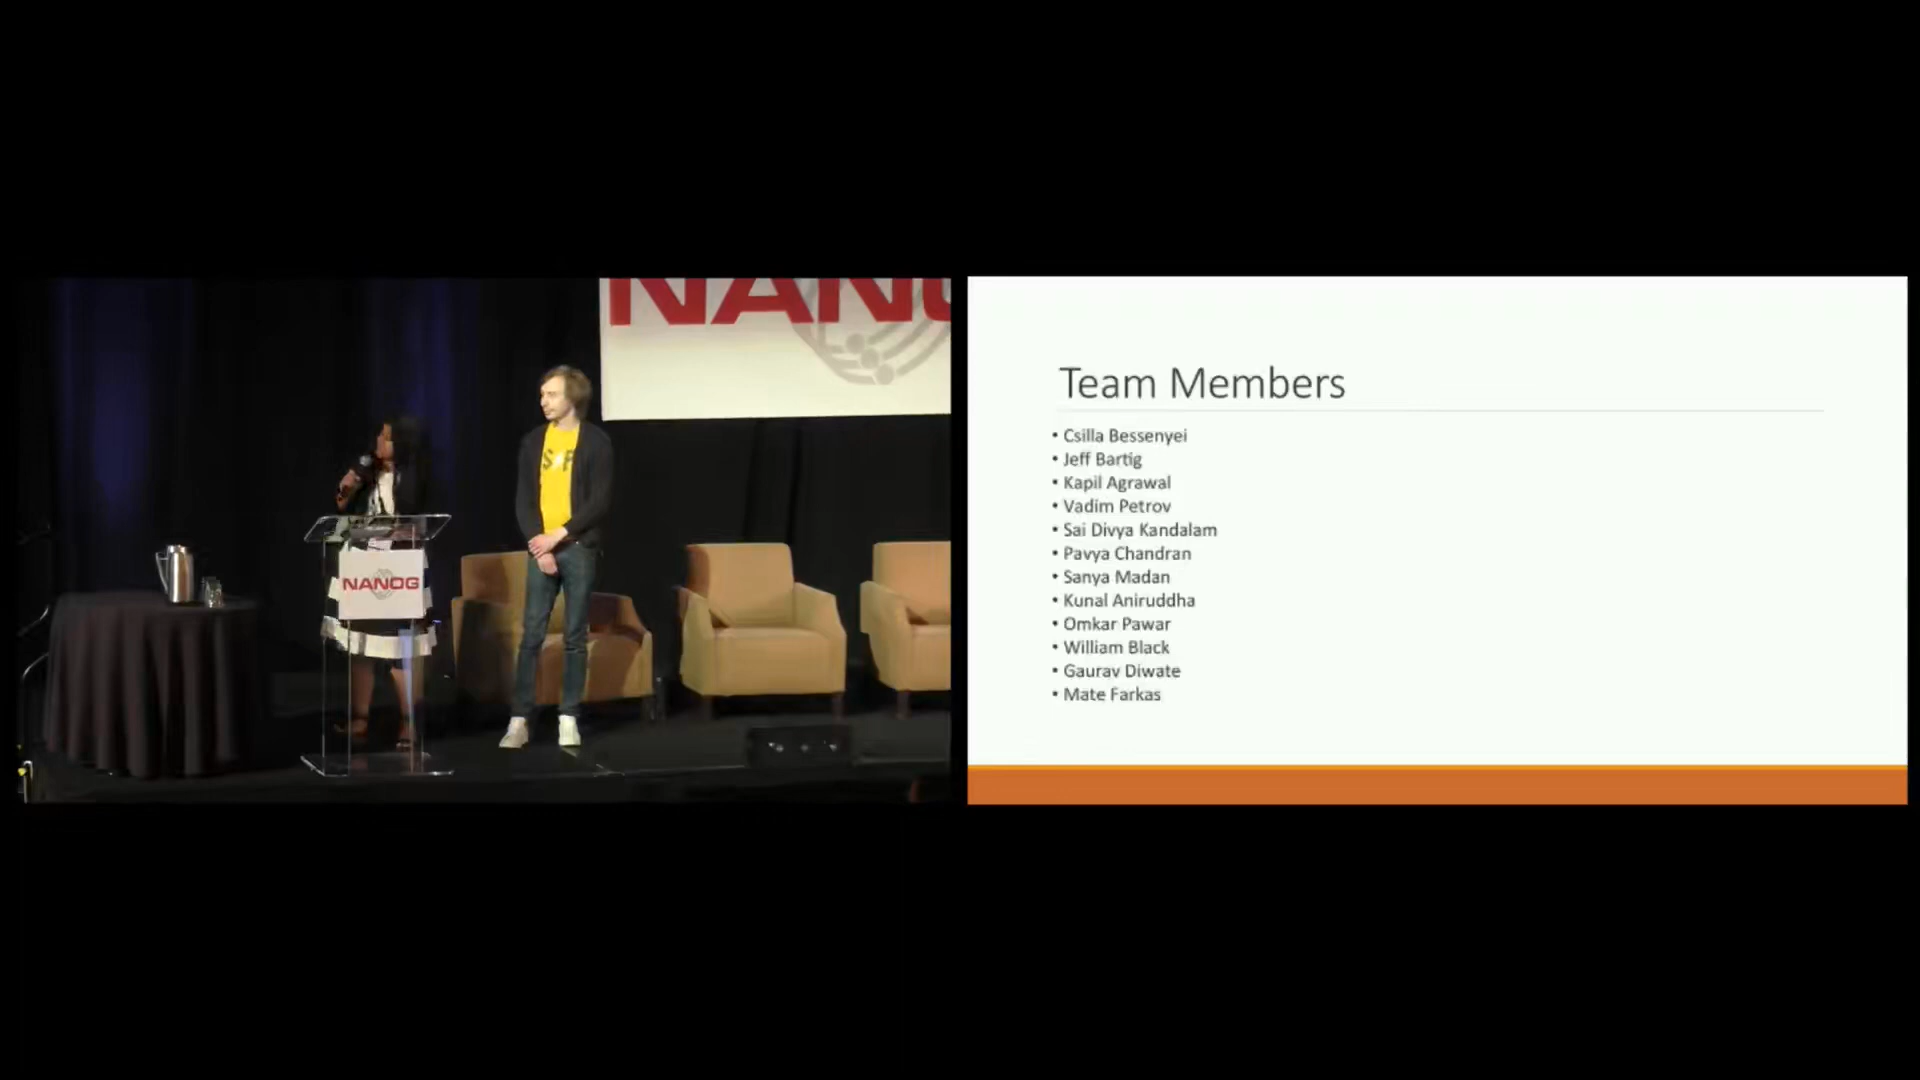 NANO
S F
NANOG
Team Members
• Csilla Bessenyei
• Jeff Bartig
• Kapil Agrawal
• Vadim Petrov
• Sai Divya Kandalam
• Pavya Chandran
• Sanya Madan
• Kunal Aniruddha
• Omkar Pawar
• William Black
• Gaurav Diwate
• Mate Farkas